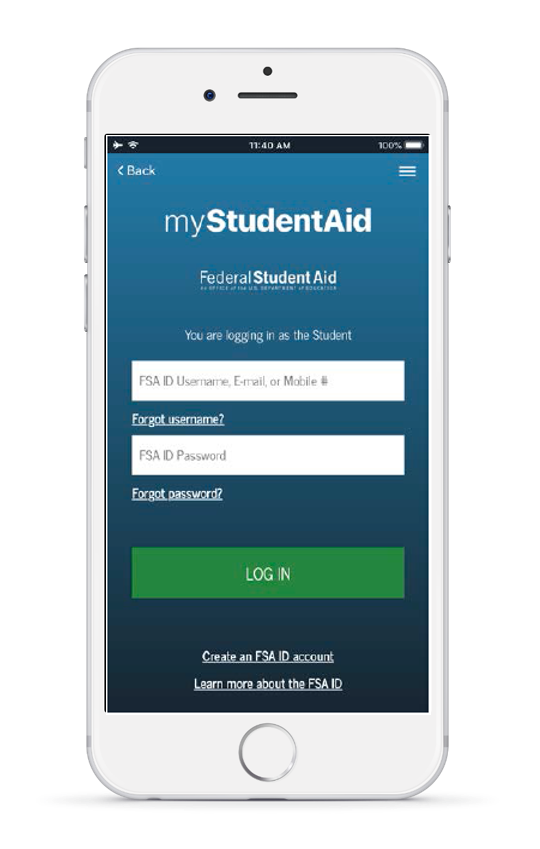 11:40 AM 100%
Back
myStudentAid
Federal Student Aid
An OFFICE of the U.S. DEPARTMENT of EDUCATION
You are logging in as the Student
FSA ID Username, E-mail, or Mobile #
Forgot username?
FSA ID Password
Forgot password?
LOG IN
Create an FSA ID account
Learn more about the FSA ID